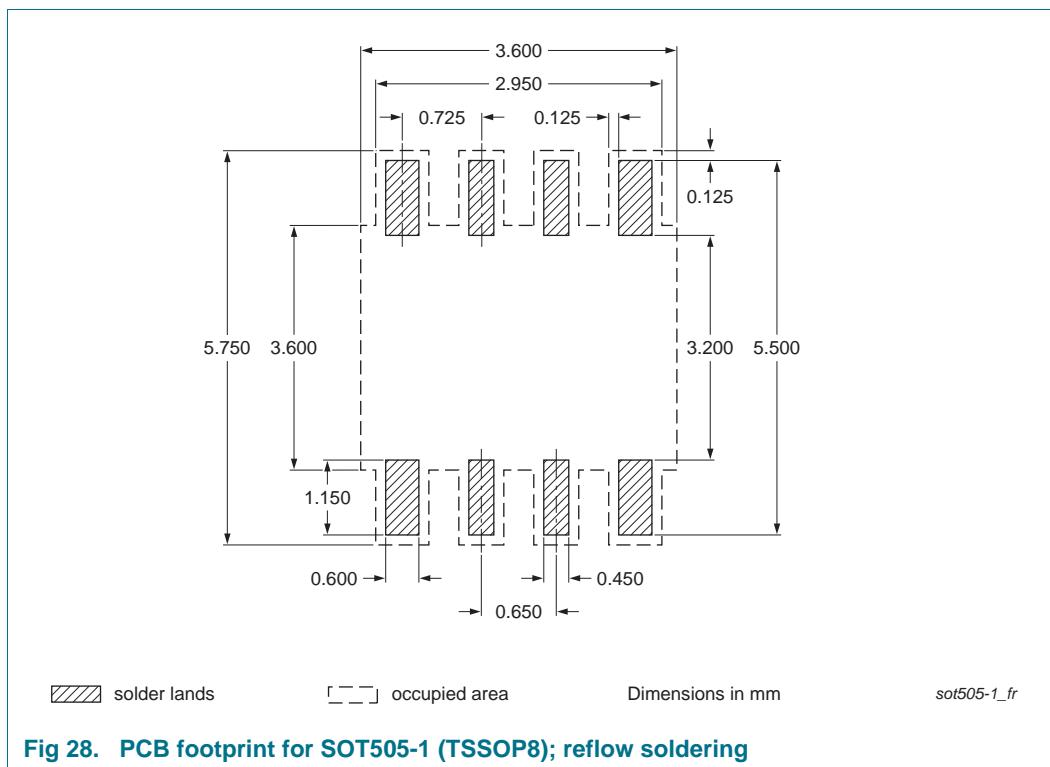 3.600
2.950
0.725
0.125
0.125
5.750
3.600
3.200
5.500
1.150
0.600
0.450
0.650
solder lands
occupied area
Dimensions in mm
sot505-1_fr
Fig 28. PCB footprint for SOT505-1 (TSSOP8); reflow soldering